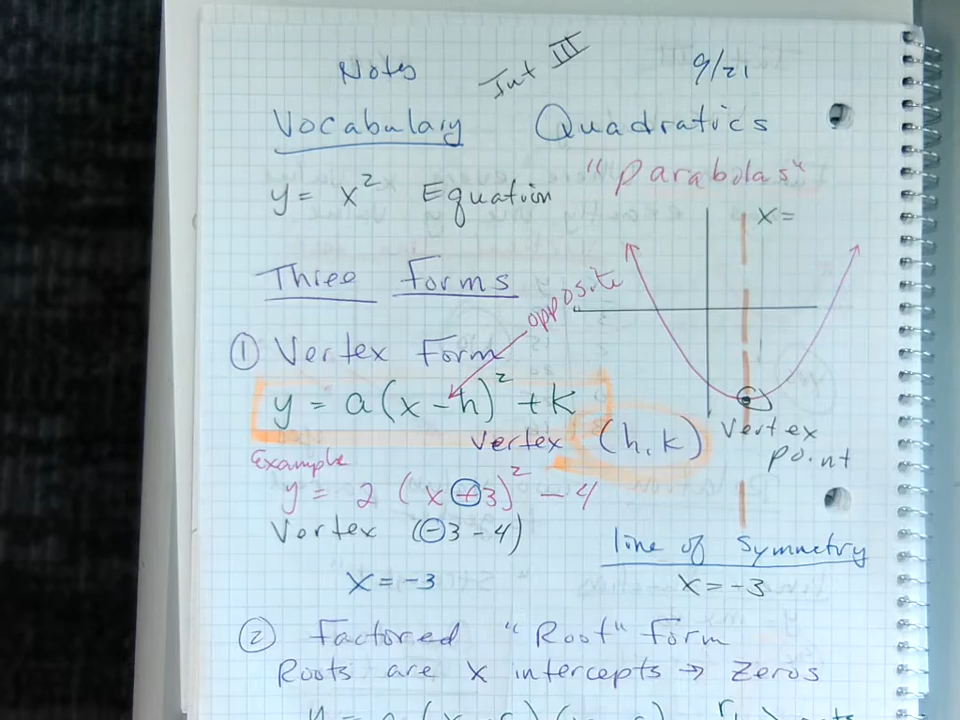 Notes Int III 9/21
Vocabulary Quadratics
"Parabolas"
y = x² Equation
x =
Three Forms
opposite
① Vertex Form
y = a(x - h)² + k
Vertex (h, k)
Vertex point
Example
y = 2 (x + 3)² - 4
Vertex (-3 -4)
line of symmetry
x = -3
x = -3
② Factored "Root" Form
Roots are x intercepts → Zeros